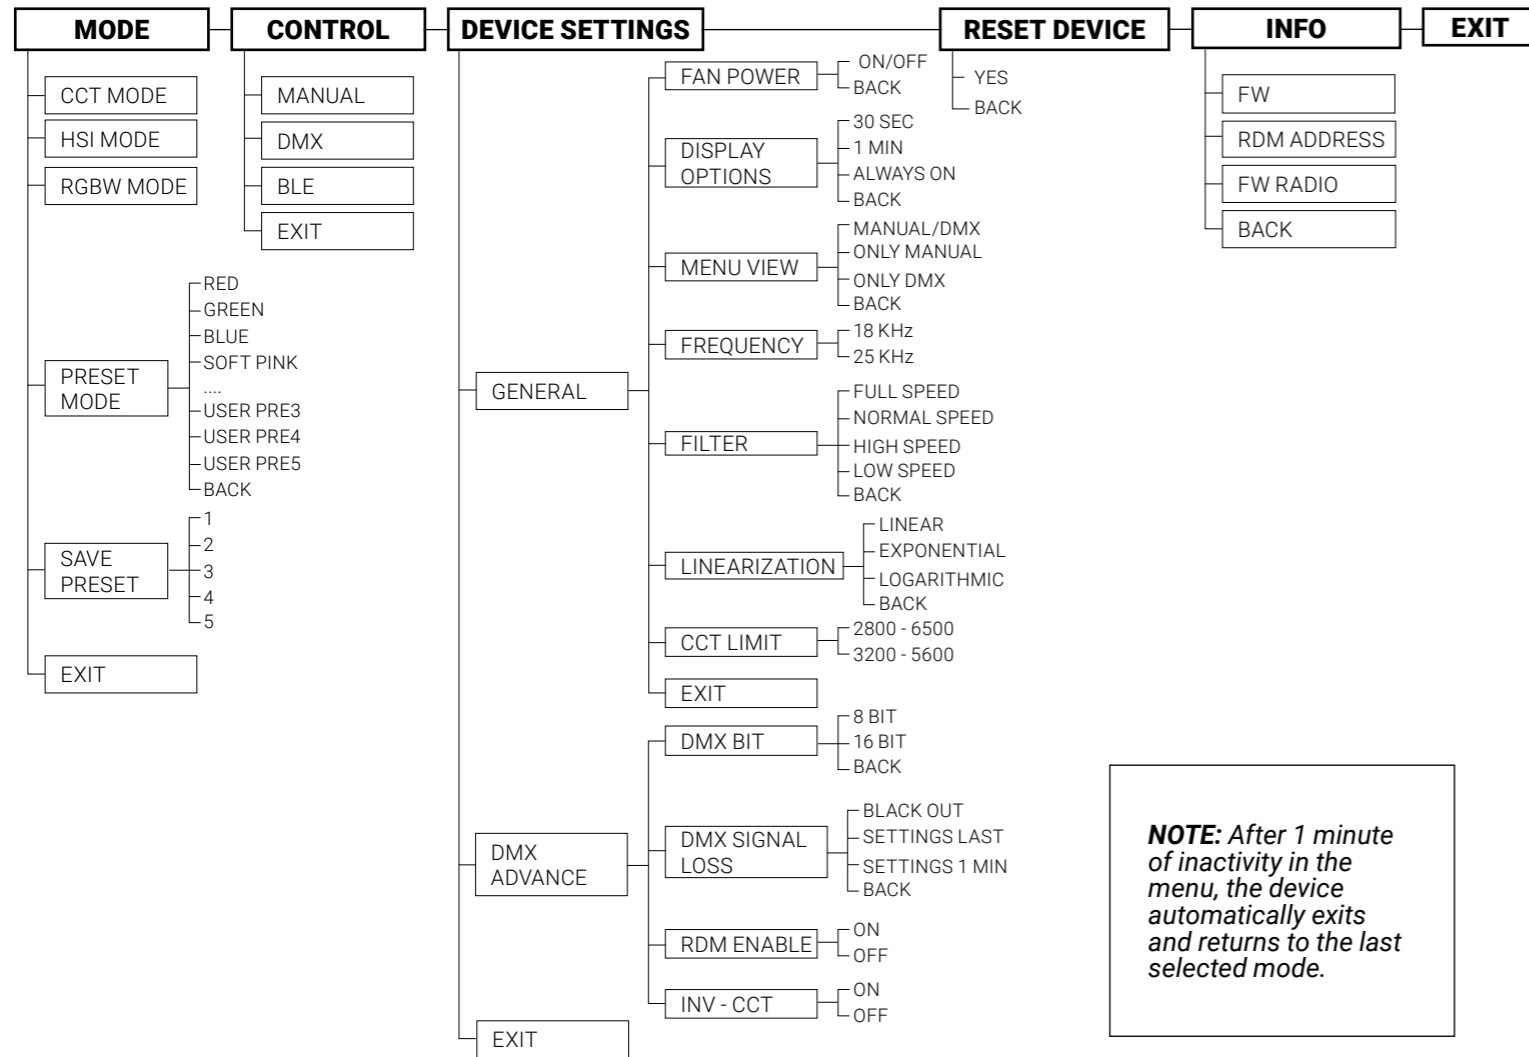 MODE
CONTROL
DEVICE SETTINGS
RESET DEVICE
INFO
EXIT
CCT MODE
HSI MODE
RGBW MODE
PRESET
MODE
RED
GREEN
BLUE
SOFT PINK
....
USER PRE3
USER PRE4
USER PRE5
BACK
SAVE
PRESET
1
2
3
4
5
EXIT
MANUAL
DMX
BLE
EXIT
GENERAL
FAN POWER
ON/OFF
BACK
DISPLAY
OPTIONS
30 SEC
1 MIN
ALWAYS ON
BACK
MENU VIEW
MANUAL/DMX
ONLY MANUAL
ONLY DMX
BACK
FREQUENCY
18 KHz
25 KHz
FILTER
FULL SPEED
NORMAL SPEED
HIGH SPEED
LOW SPEED
BACK
LINEARIZATION
LINEAR
EXPONENTIAL
LOGARITHMIC
BACK
CCT LIMIT
2800 - 6500
3200 - 5600
EXIT
DMX
ADVANCE
DMX BIT
8 BIT
16 BIT
BACK
DMX SIGNAL
LOSS
BLACK OUT
SETTINGS LAST
SETTINGS 1 MIN
BACK
RDM ENABLE
ON
OFF
INV - CCT
ON
OFF
EXIT
YES
BACK
FW
RDM ADDRESS
FW RADIO
BACK
NOTE: After 1 minute
of inactivity in the
menu, the device
automatically exits
and returns to the last
selected mode.